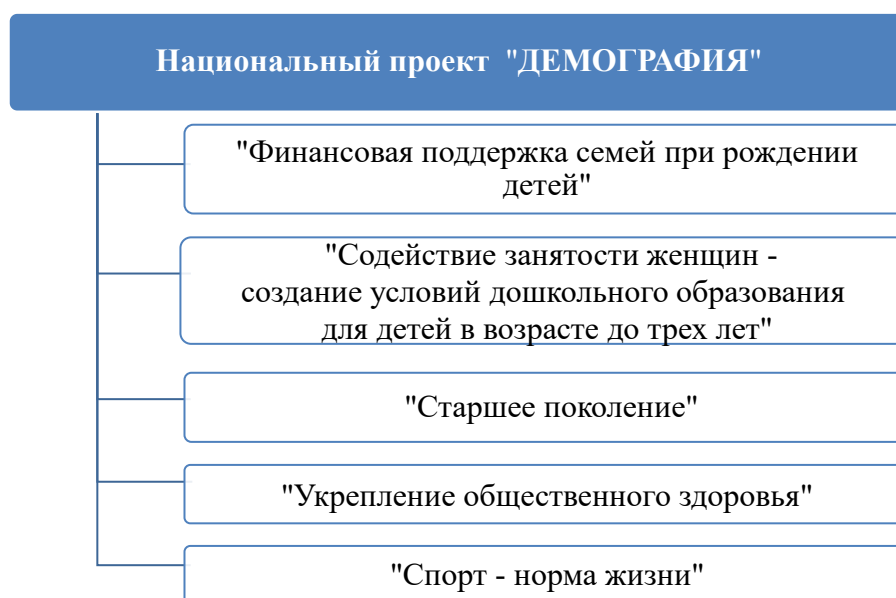 Национальный проект "ДЕМОГРАФИЯ"
"Финансовая поддержка семей при рождении
детей"
"Содействие занятости женщин -
создание условий дошкольного образования
для детей в возрасте до трех лет"
"Старшее поколение"
"Укрепление общественного здоровья"
"Спорт - норма жизни"